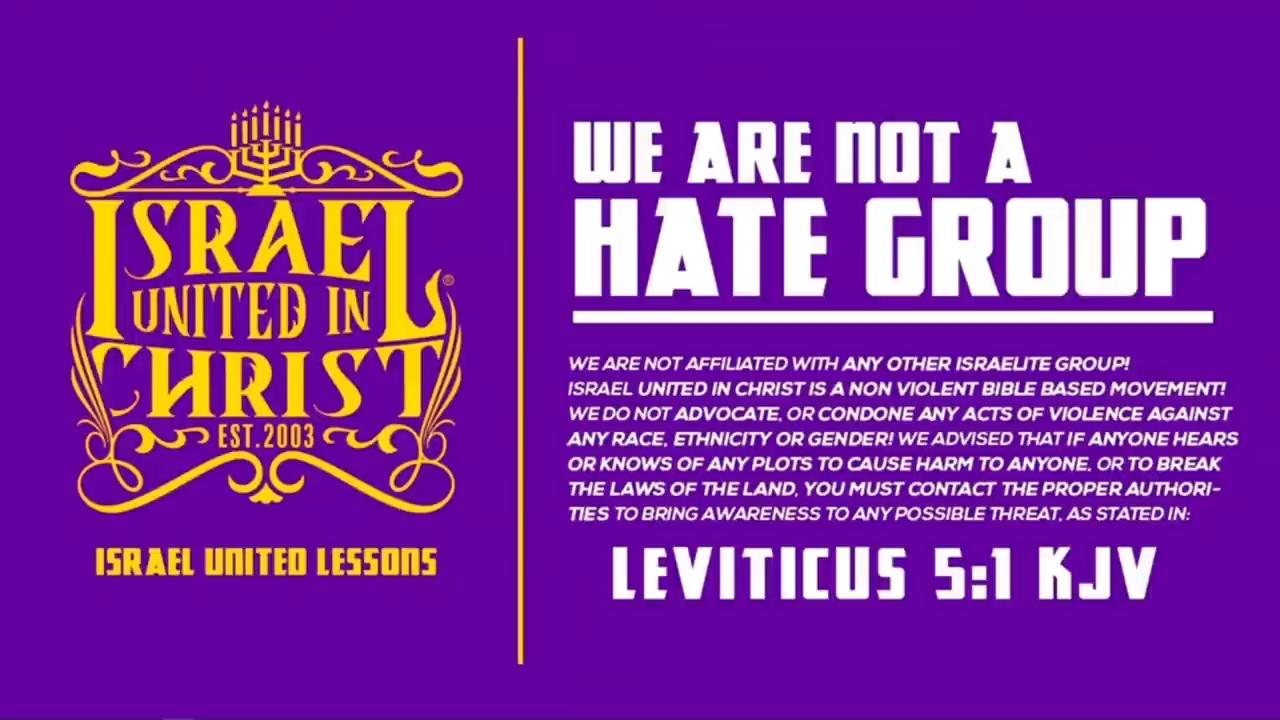 ISRAEL
UNITED IN
CHRIST®
EST.2003
ISRAEL UNITED LESSONS
WE ARE NOT A
HATE GROUP
WE ARE NOT AFFILIATED WITH ANY OTHER ISRAELITE GROUP!
ISRAEL UNITED IN CHRIST IS A NON VIOLENT BIBLE BASED MOVEMENT!
WE DO NOT ADVOCATE, OR CONDONE ANY ACTS OF VIOLENCE AGAINST
ANY RACE, ETHNICITY OR GENDER! WE ADVISED THAT IF ANYONE HEARS
OR KNOWS OF ANY PLOTS TO CAUSE HARM TO ANYONE, OR TO BREAK
THE LAWS OF THE LAND, YOU MUST CONTACT THE PROPER AUTHORI-
TIES TO BRING AWARENESS TO ANY POSSIBLE THREAT, AS STATED IN:
LEVITICUS 5:1 KJV